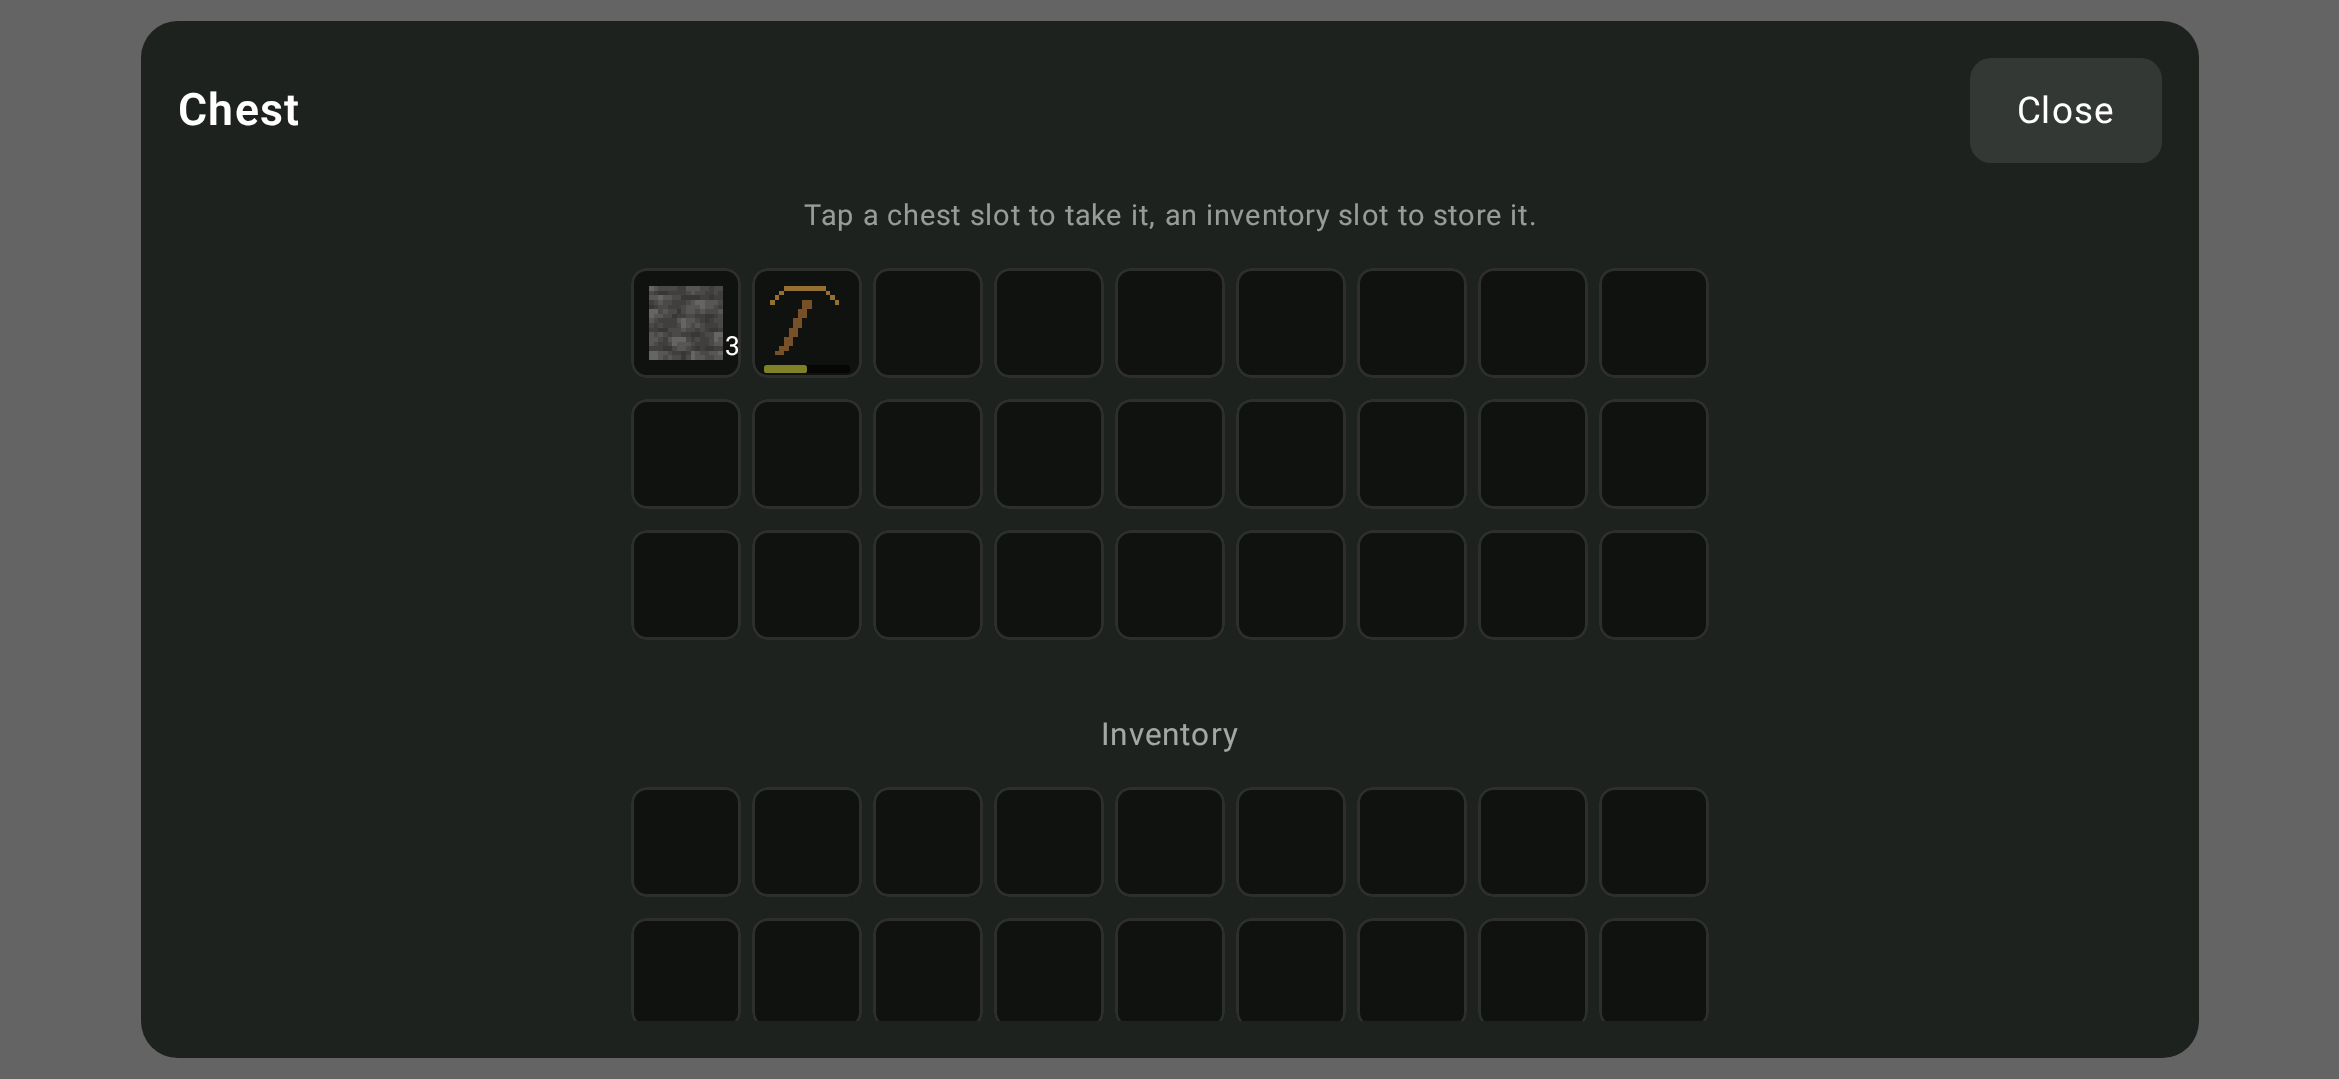 Chest
Close
Tap a chest slot to take it, an inventory slot to store it.
3
Inventory